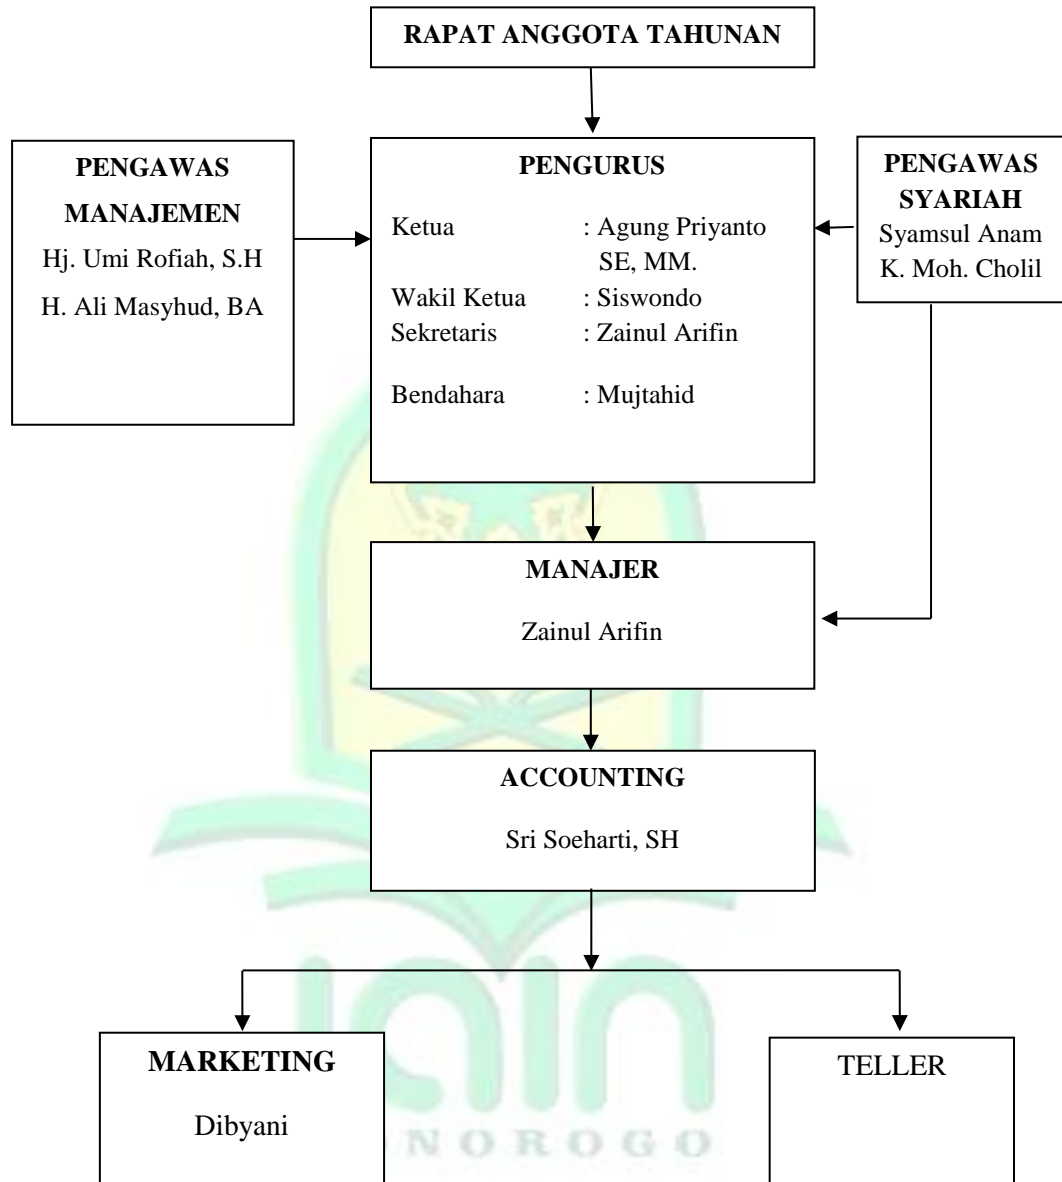 RAPAT ANGGOTA TAHUNAN
PENGAWAS
MANAJEMEN
Hj. Umi Rofiah, S.H
H. Ali Masyhud, BA
PENGURUS
Ketua : Agung Priyanto
SE, MM.
Wakil Ketua : Siswondo
Sekretaris : Zainul Arifin
Bendahara : Mujtahid
PENGAWAS
SYARIAH
Syamsul Anam
K. Moh. Cholil
MANAJER
Zainul Arifin
ACCOUNTING
Sri Soeharti, SH
MARKETING
Dibyani
TELLER
iain
NOROGO